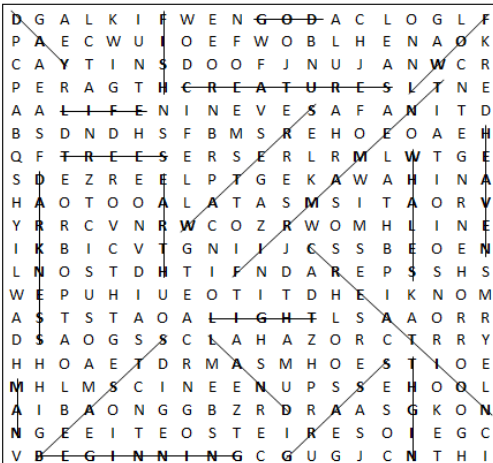 D G A L K I F W E N G O D A C L O G L F
P A E C W U I O E F W O B L H E N A O K
C A Y T I N S D O O F J N U J A N W C R
P E R A G T H C R E A T U R E S L T N E
A A L I F E N I N E V E S A F A N I T D
B S D N D H S F B M S R E H O E O A E H
Q F T R E E S E R S E R L R M L W T G E
S D E Z R E E L P T G E K A W A H I N A
H A O T O O A L A T A S M S I T A O R V
Y R R C V N R W C O Z R W O M H L I N E
I K B I C V T G N I I J C S S B E O E N
L N O S T D H T I F N D A R E P S S H S
W E P U H I U E O T I T D H E I K N O M
A S T S T A O A L I G H T L S A A O R R
D S A O G S S C L A H A Z O R C T R R Y
H H O A E T D R M A S M H O E S T I O E
M H L M S C I N E E N U P S S E H O O L
A I B A O N G G B Z R D R A A S G K O N
N G E E I T E O S T E I R E S O I E G C
V B E G I N N I N G C G U G J C N T H I